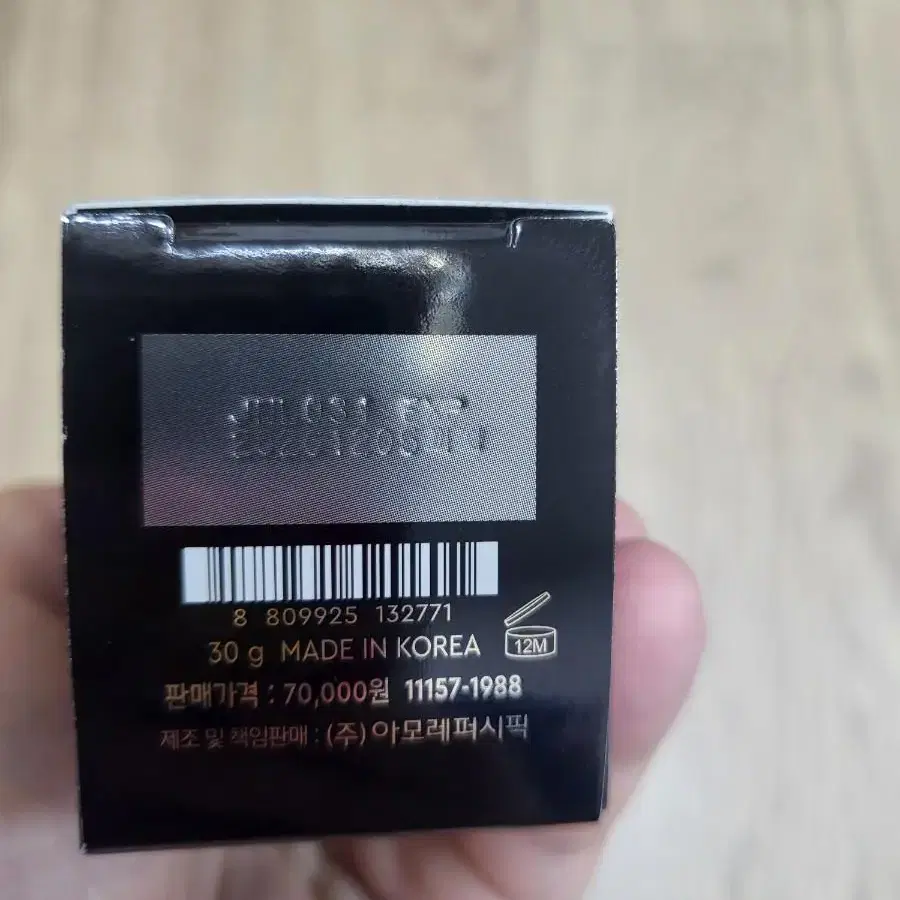 EXP
8 809925 132771
12M
30 g MADE IN KOREA
판매가격 : 70,000원 11157-1988
제조 및 책임판매 : (주) 아모레퍼시픽